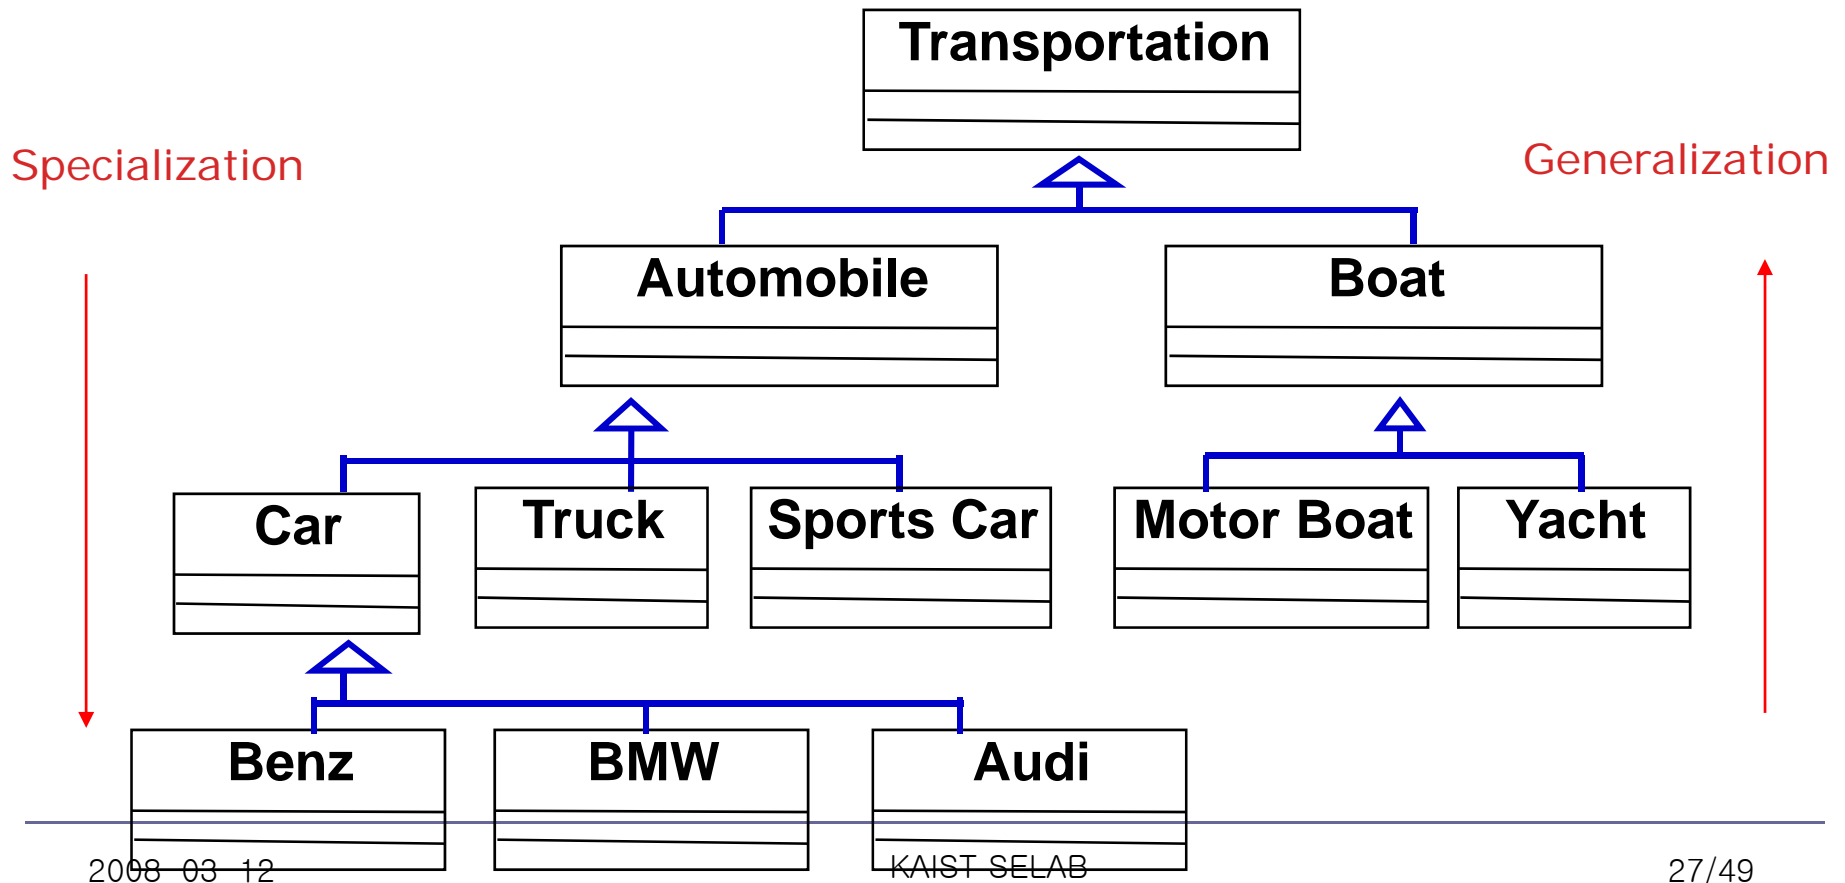 Transportation
Specialization
Generalization
Automobile
Boat
Car
Truck
Sports Car
Motor Boat
Yacht
Benz
BMW
Audi
2008-03-12
KAIST SELAB
27/49